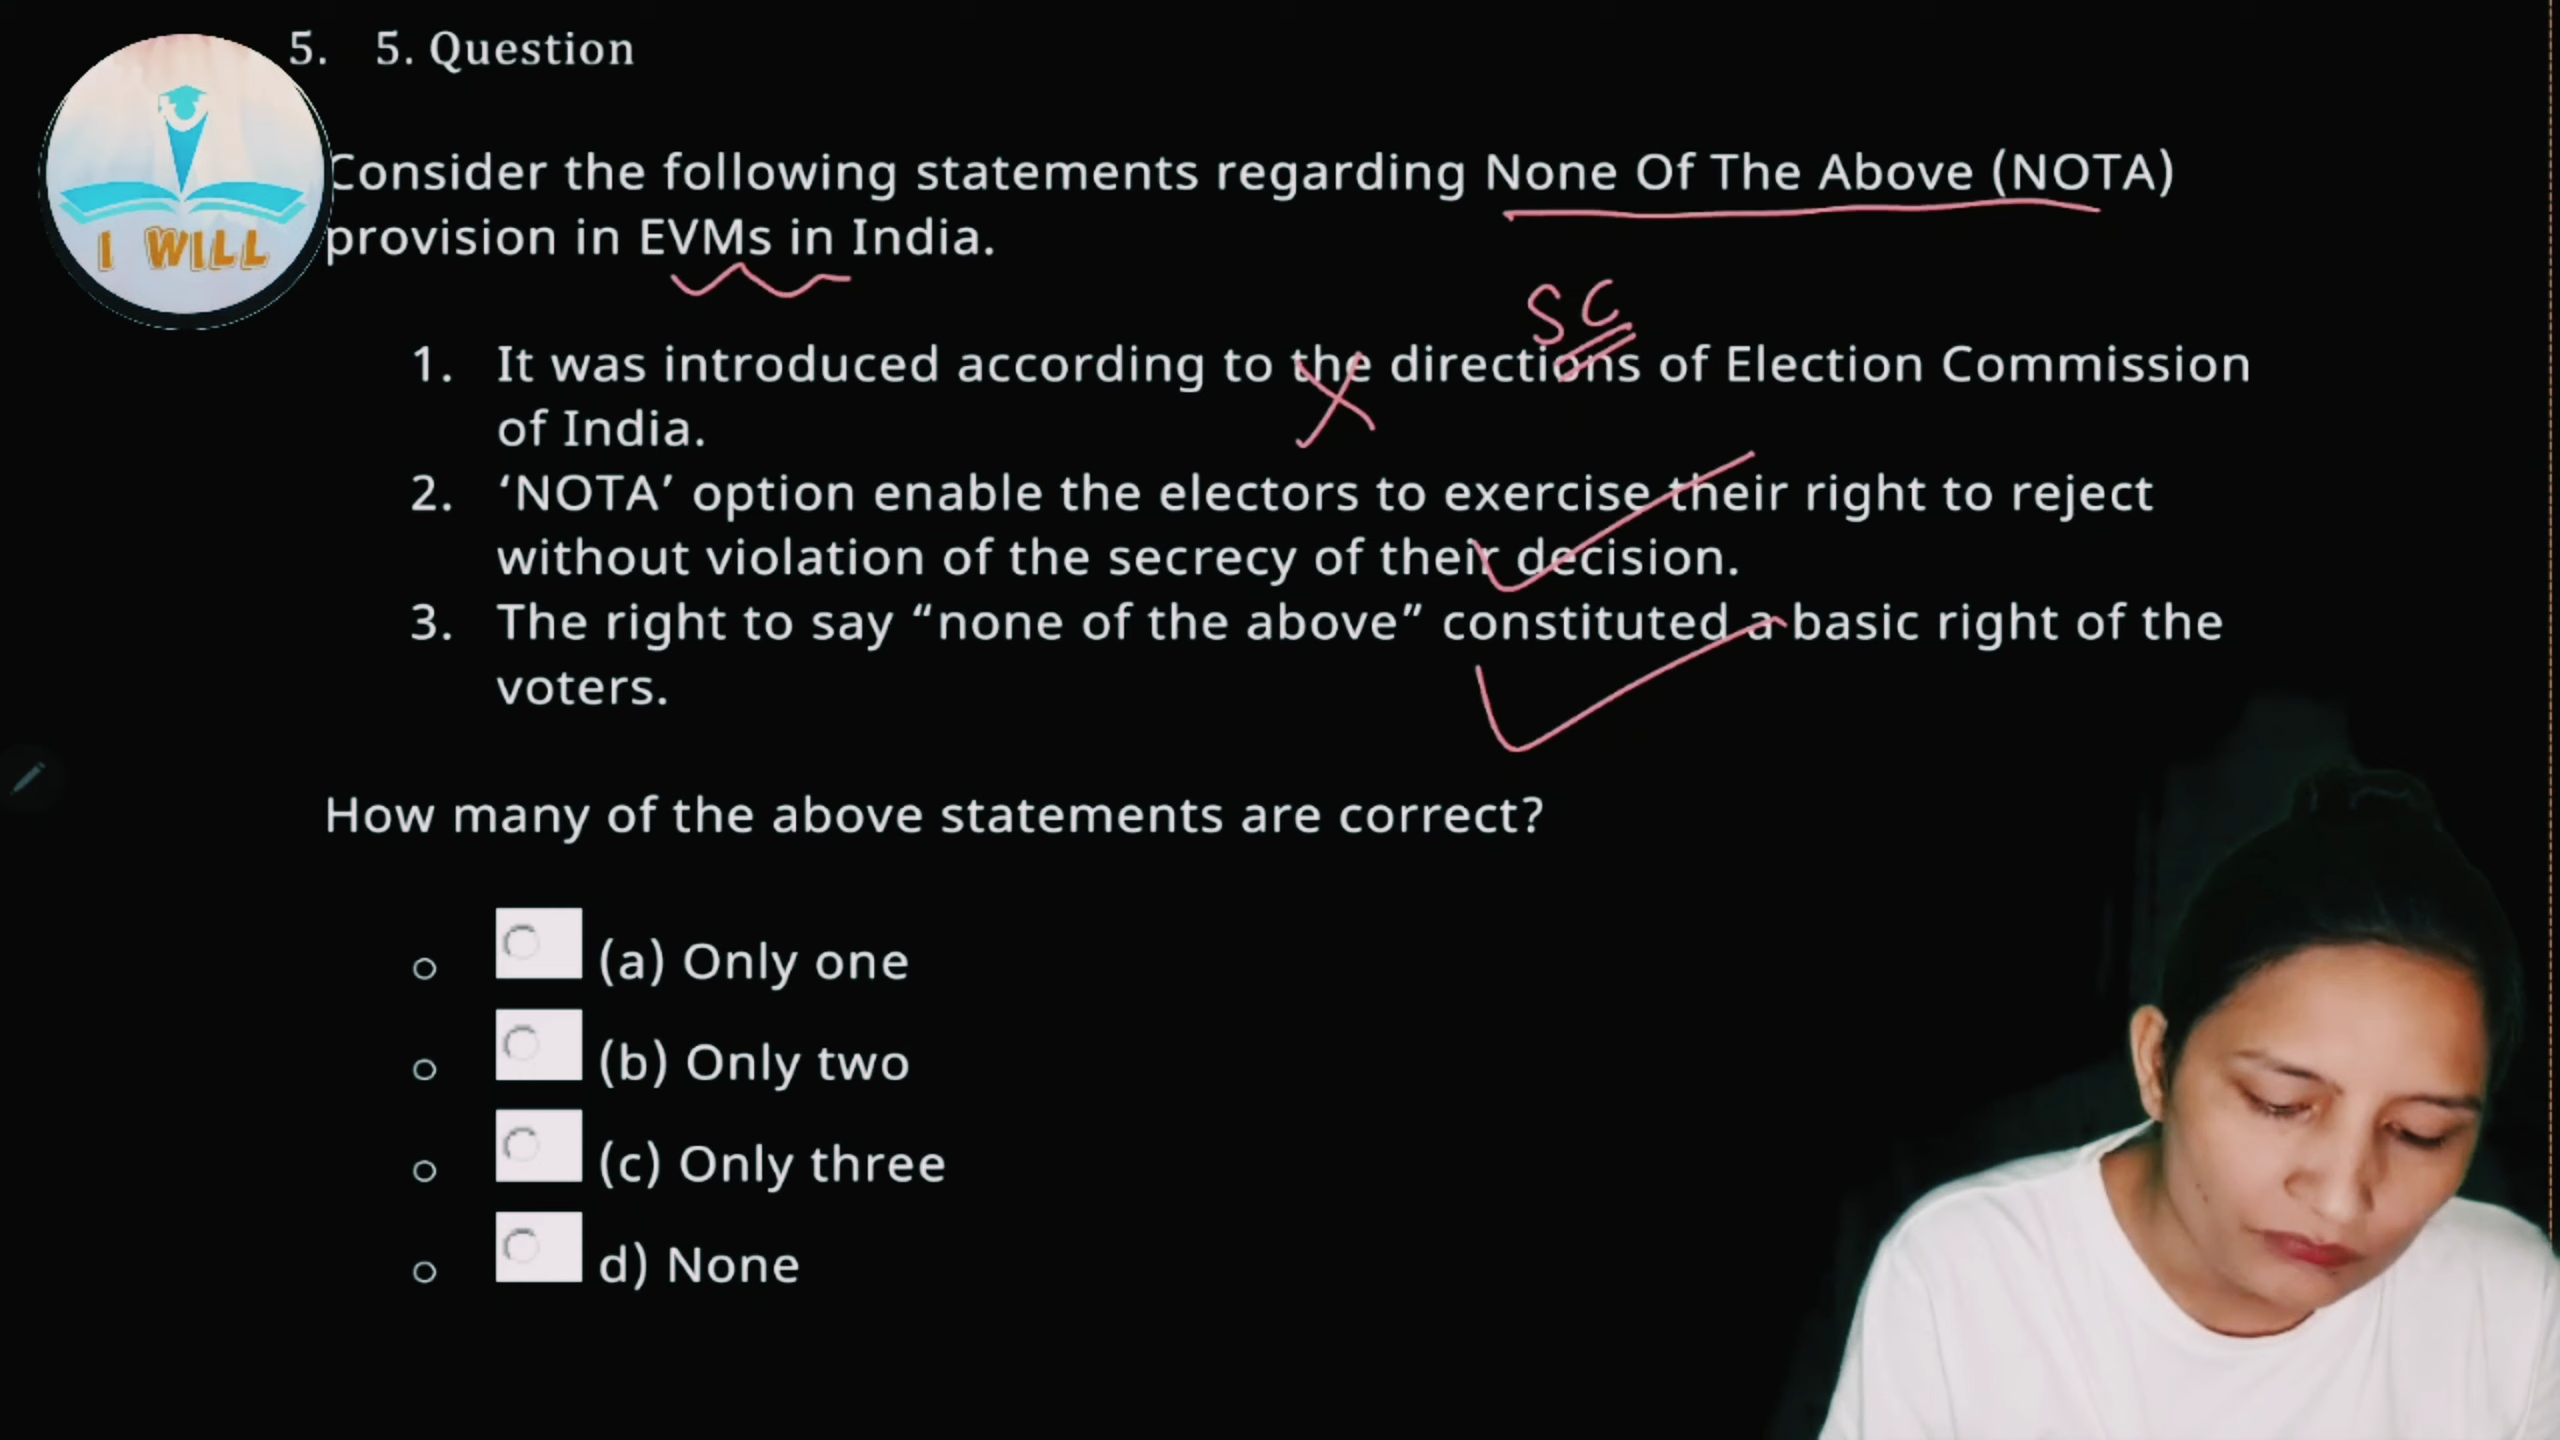 5. 5. Question
I WILL
Consider the following statements regarding None Of The Above (NOTA)
provision in EVMs in India.
SC
1. It was introduced according to the directions of Election Commission
of India.
2. ‘NOTA’ option enable the electors to exercise their right to reject
without violation of the secrecy of their decision.
3. The right to say “none of the above” constituted a basic right of the
voters.
How many of the above statements are correct?
(a) Only one
(b) Only two
(c) Only three
d) None